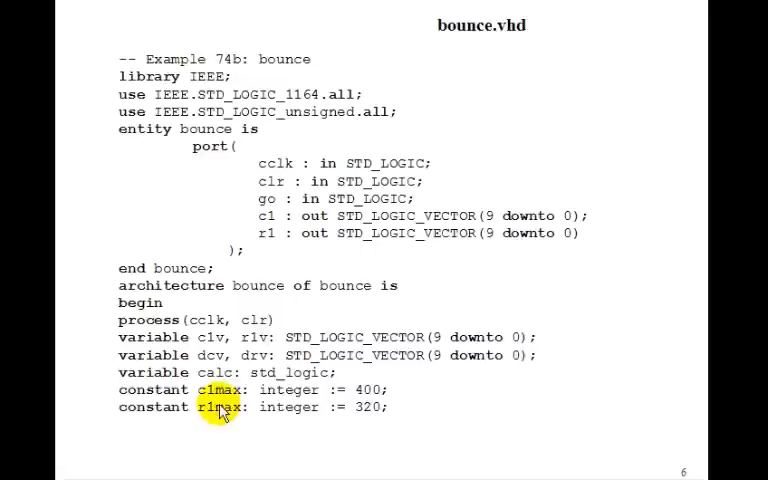 bounce.vhd
-- Example 74b: bounce
library IEEE;
use IEEE.STD_LOGIC_1164.all;
use IEEE.STD_LOGIC_unsigned.all;
entity bounce is
port(
cclk : in STD_LOGIC;
clr : in STD_LOGIC;
go : in STD_LOGIC;
c1 : out STD_LOGIC_VECTOR(9 downto 0);
r1 : out STD_LOGIC_VECTOR(9 downto 0)
);
end bounce;
architecture bounce of bounce is
begin
process(cclk, clr)
variable c1v, r1v: STD_LOGIC_VECTOR(9 downto 0);
variable dcv, drv: STD_LOGIC_VECTOR(9 downto 0);
variable calc: std_logic;
constant c1max: integer := 400;
constant r1max: integer := 320;
6